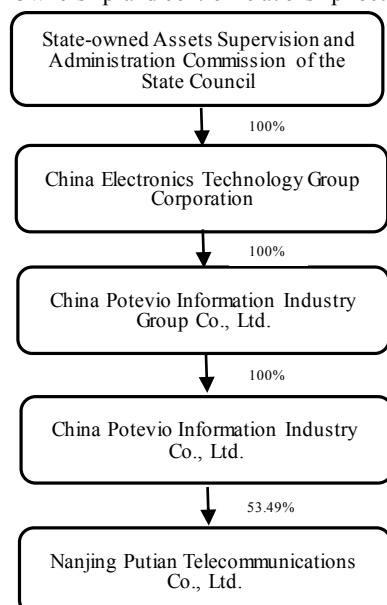 State-owned Assets Supervision and
Administration Commission of the
State Council
100%
China Electronics Technology Group
Corporation
100%
China Potevio Information Industry
Group Co., Ltd.
100%
China Potevio Information Industry
Co., Ltd.
53.49%
Nanjing Putian Telecommunications
Co., Ltd.